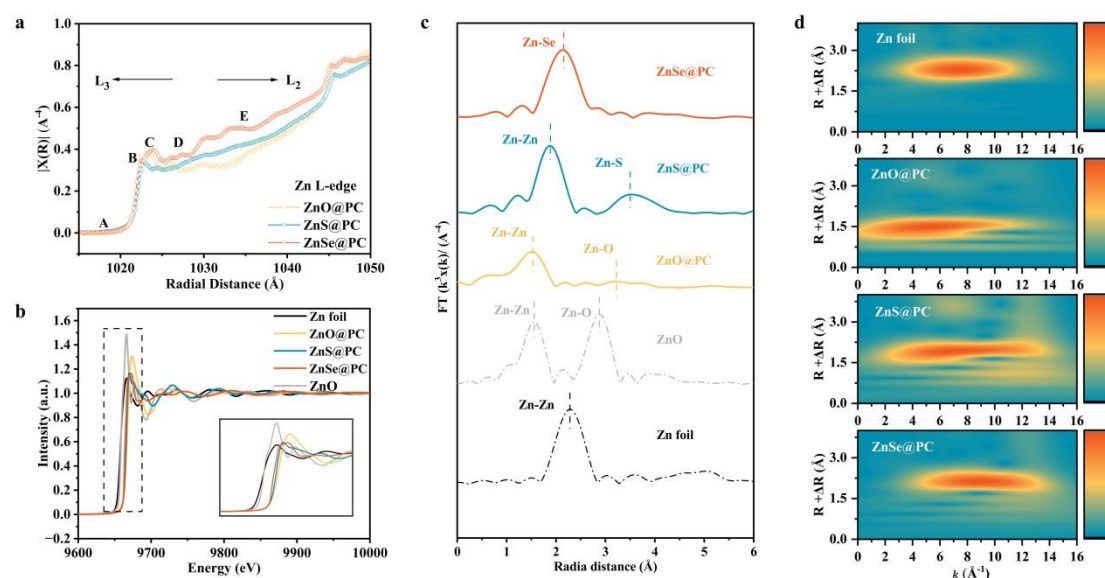 a
|X(R)| (A⁻⁴)
1.0
0.8
0.6
0.4
0.2
0.0
L₃
L₂
A
B
C
D
E
Zn L-edge
ZnO@PC
ZnS@PC
ZnSe@PC
1020
1030
1040
1050
Radial Distance (Å)
b
Intensity (a.u.)
1.6
1.4
1.2
1.0
0.8
0.6
0.4
0.2
0.0
-0.2
Zn foil
ZnO@PC
ZnS@PC
ZnSe@PC
ZnO
9600
9700
9800
9900
10000
Energy (eV)
c
FT (k³x(k)/ (A⁻⁴)
Zn-Se
ZnSe@PC
Zn-Zn
Zn-S
ZnS@PC
Zn-Zn
Zn-O
ZnO@PC
Zn-Zn
Zn-O
ZnO
Zn-Zn
Zn foil
0
1
2
3
4
5
6
Radia distance (Å)
d
Zn foil
R +ΔR (Å)
3.0
1.5
0.0
0 2 4 6 8 10 12 14 16
ZnO@PC
R +ΔR (Å)
3.0
1.5
0.0
0 2 4 6 8 10 12 14 16
ZnS@PC
R +ΔR (Å)
3.0
1.5
0.0
0 2 4 6 8 10 12 14 16
ZnSe@PC
R +ΔR (Å)
3.0
1.5
0.0
0 2 4 6 8 10 12 14 16
k (Å⁻¹)